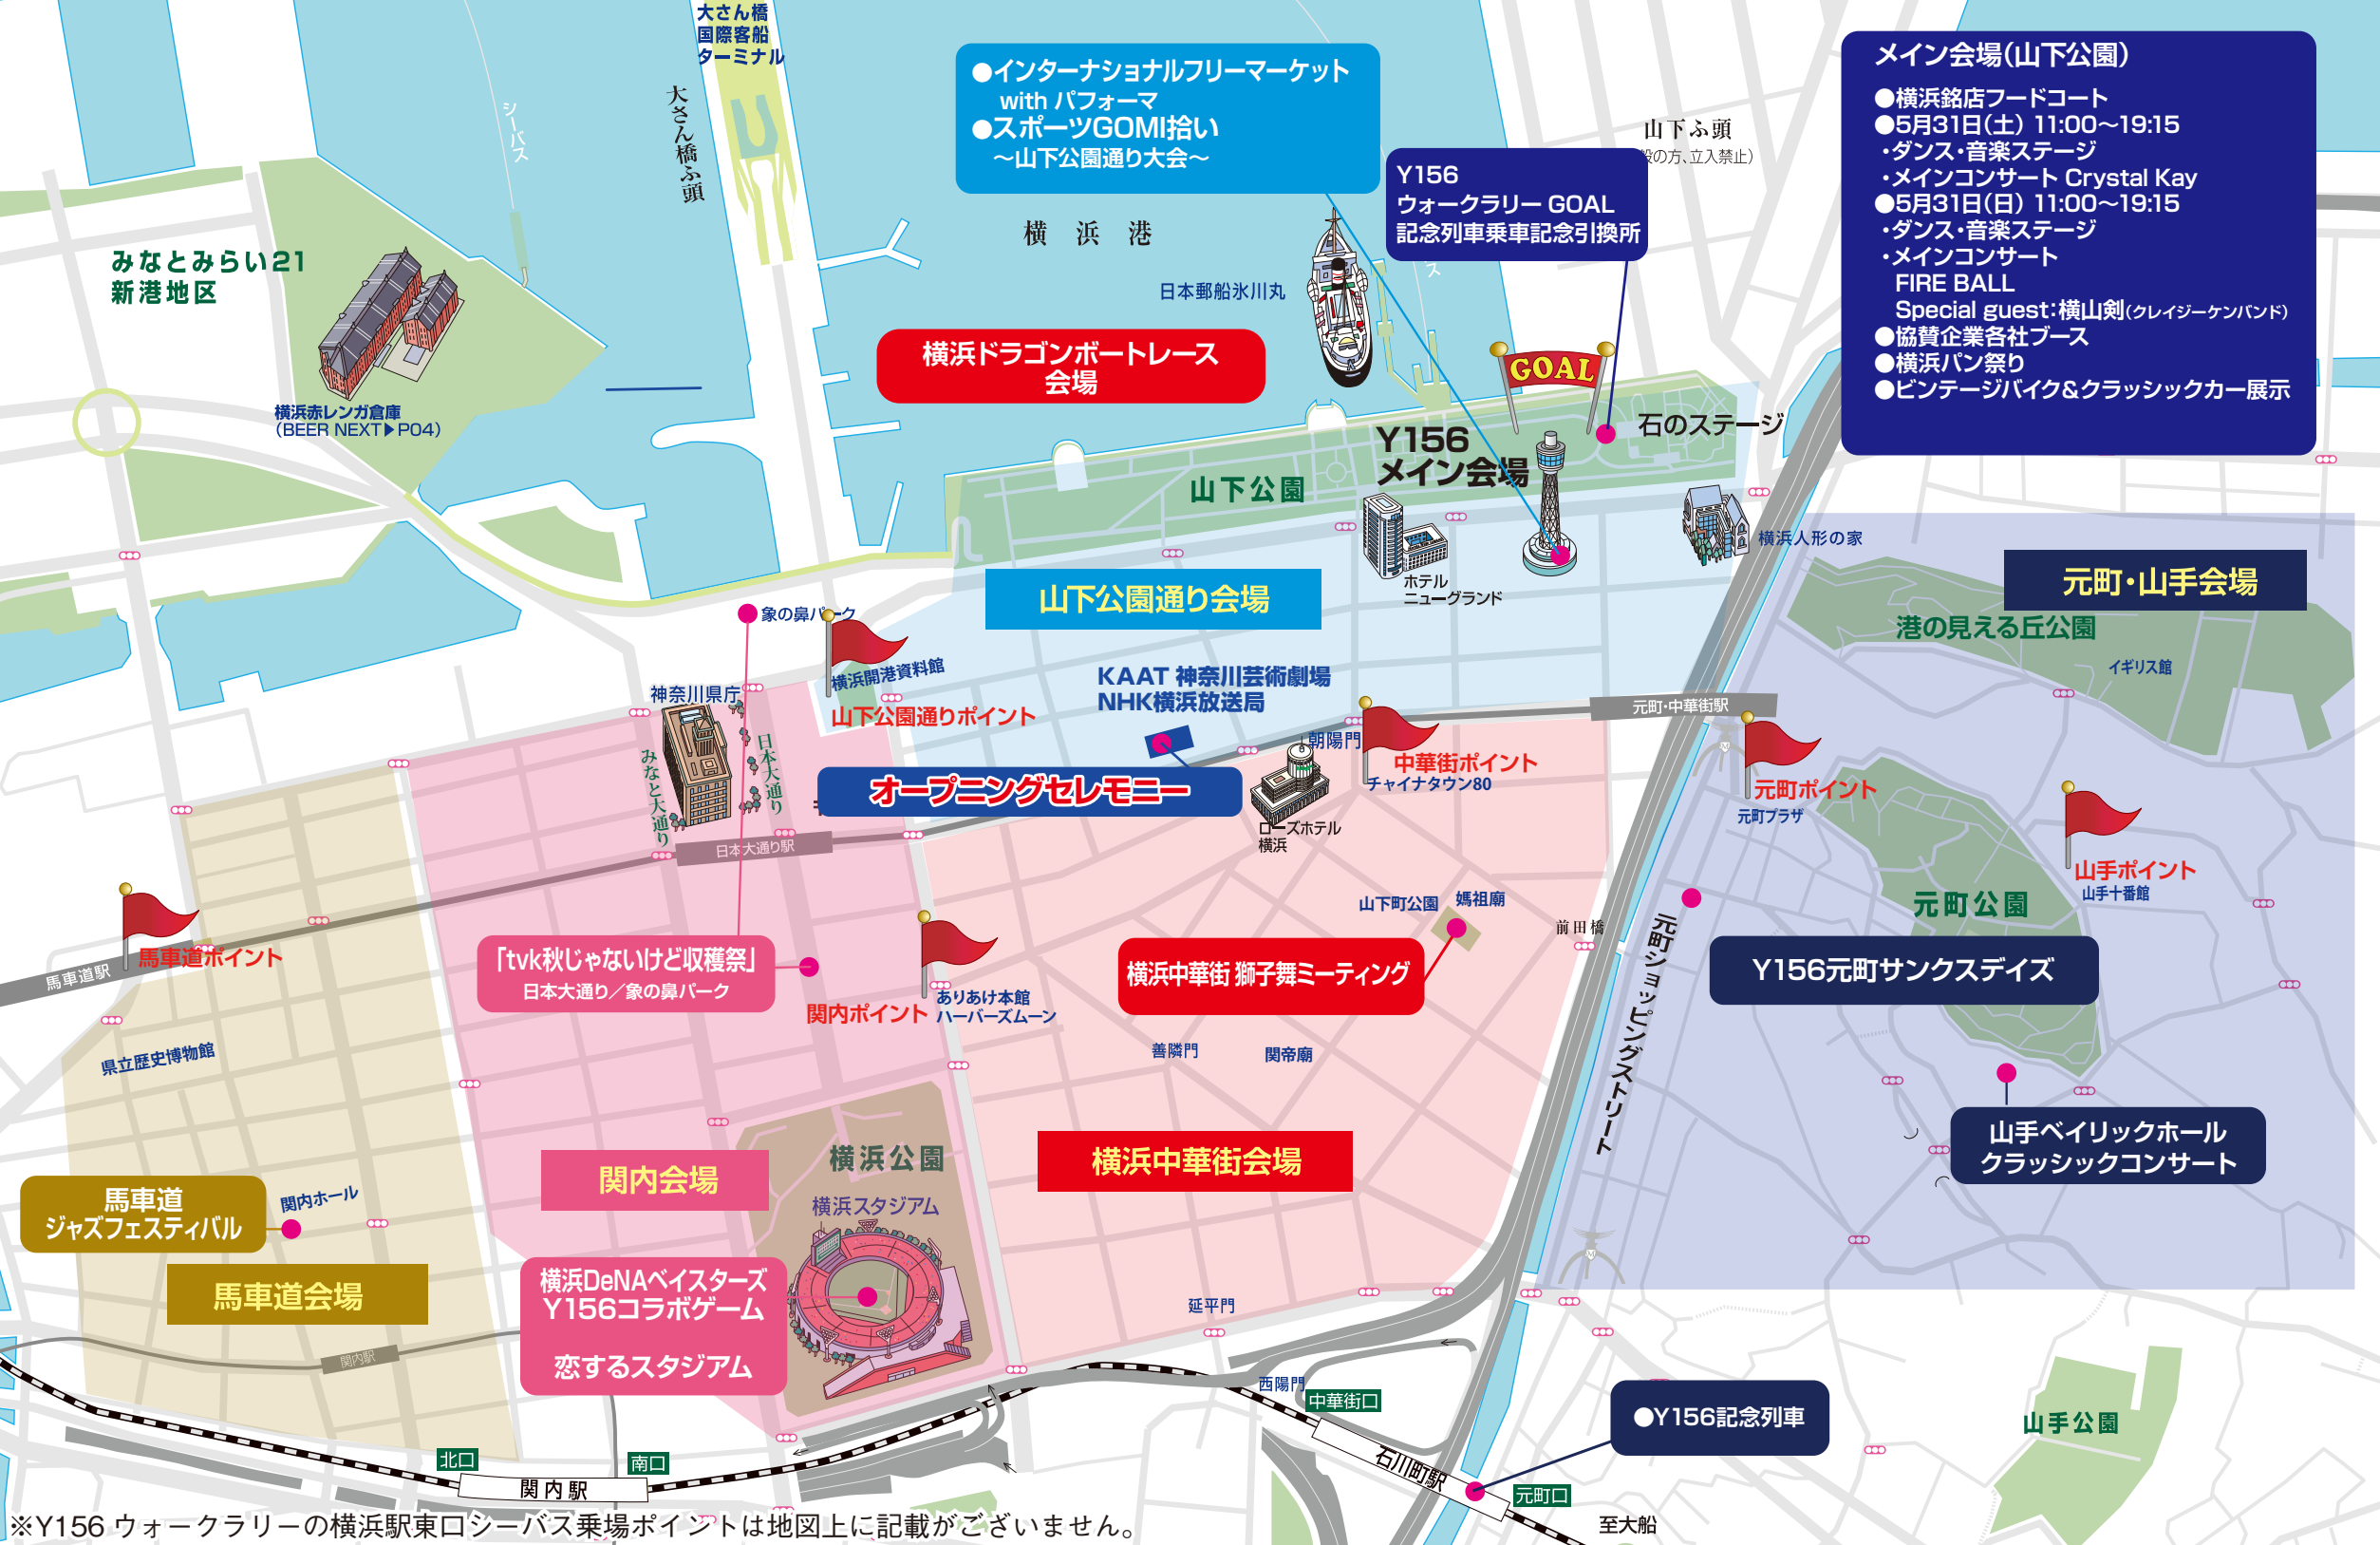 大さん橋
国際客船
ターミナル
大さん橋ふ頭
シーバス
●インターナショナルフリーマーケット
with パフォーマ
●スポーツGOMI拾い
～山下公園通り大会～
横浜港
日本郵船氷川丸
Y156
ウォークラリー GOAL
記念列車乗車記念引換所
山下ふ頭
の方、立入禁止）
ス
メイン会場(山下公園)
●横浜銘店フードコート
●5月31日(土) 11:00～19:15
・ダンス・音楽ステージ
・メインコンサート Crystal Kay
●5月31日(日) 11:00～19:15
・ダンス・音楽ステージ
・メインコンサート
FIRE BALL
Special guest：横山剣(クレイジーケンバンド)
●協賛企業各社ブース
●横浜パン祭り
●ビンテージバイク&クラッシックカー展示
みなとみらい21
新港地区
横浜赤レンガ倉庫
（BEER NEXT▶P04）
横浜ドラゴンボートレース
会場
GOAL
石のステージ
Y156
メイン会場
山下公園
ホテル
ニューグランド
横浜人形の家
山下公園通り会場
元町・山手会場
港の見える丘公園
イギリス館
象の鼻パーク
横浜開港資料館
山下公園通りポイント
神奈川県庁
みなと大通り
日本大通り
KAAT 神奈川芸術劇場
NHK横浜放送局
オープニングセレモニー
朝陽門
中華街ポイント
チャイナタウン80
ローズホテル
横浜
元町・中華街駅
元町ポイント
元町プラザ
山手ポイント
山手十番館
元町公園
日本大通り駅
馬車道ポイント
馬車道駅
県立歴史博物館
「tvk秋じゃないけど収穫祭」
日本大通り／象の鼻パーク
関内ポイント
ありあけ本館
ハーバーズムーン
山下町公園
媽祖廟
前田橋
横浜中華街 獅子舞ミーティング
善隣門
関帝廟
元町ショッピングストリート
Y156元町サンクスデイズ
山手ベイリックホール
クラッシックコンサート
横浜中華街会場
関内会場
横浜公園
横浜スタジアム
馬車道
ジャズフェスティバル
関内ホール
馬車道会場
横浜DeNAベイスターズ
Y156コラボゲーム
恋するスタジアム
関内駅
延平門
西陽門
中華街口
石川町駅
元町口
●Y156記念列車
山手公園
北口
南口
関内駅
至大船
※Y156 ウォークラリーの横浜駅東口シーバス乗場ポイントは地図上に記載がございません。